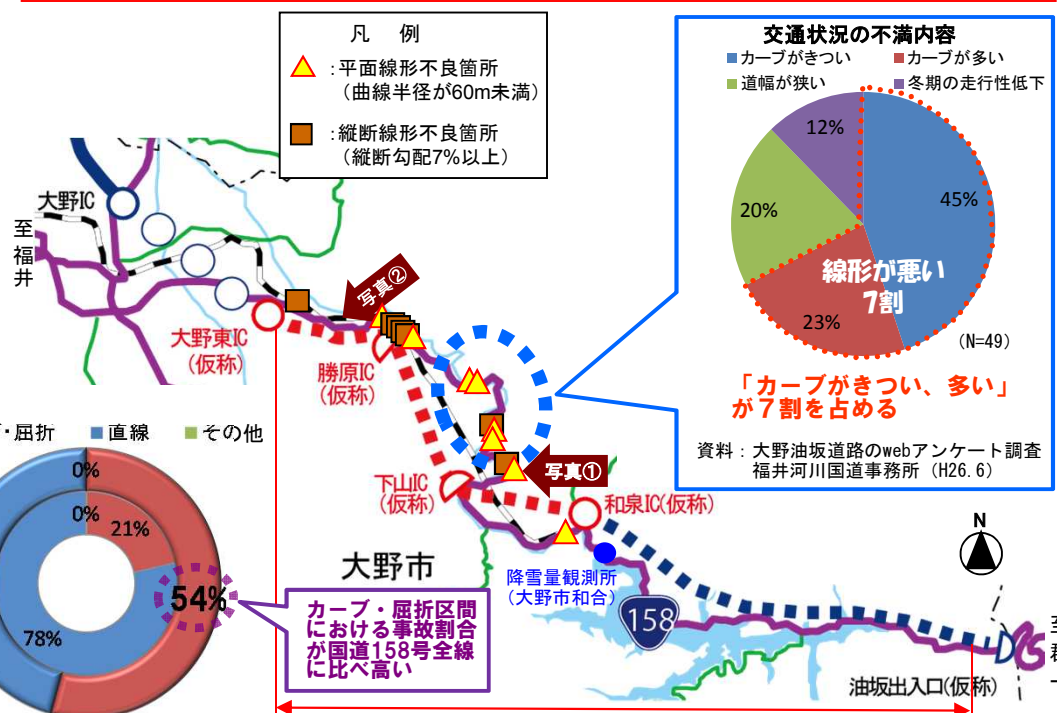 凡 例
:平面線形不良箇所
(曲線半径が60m未満)
:縦断線形不良箇所
(縦断勾配7%以上)
交通状況の不満内容
カーブがきつい
カーブが多い
道幅が狭い
冬期の走行性低下
12%
45%
20%
23%
線形が悪い
7割
(N=49)
「カーブがきつい、多い」
が7割を占める
資料:大野油坂道路のwebアンケート調査
福井河川国道事務所(H26.6)
大野IC
至福井
写真②
大野東IC
(仮称)
勝原IC
(仮称)
下山IC
(仮称)
写真①
和泉IC(仮称)
大野市
降雪量観測所
(大野市和合)
158
N
油坂出入口(仮称)
至
・屈折
直線
その他
0%
0%
21%
54%
78%
カーブ・屈折区間
における事故割合
が国道158号全線
に比べ高い